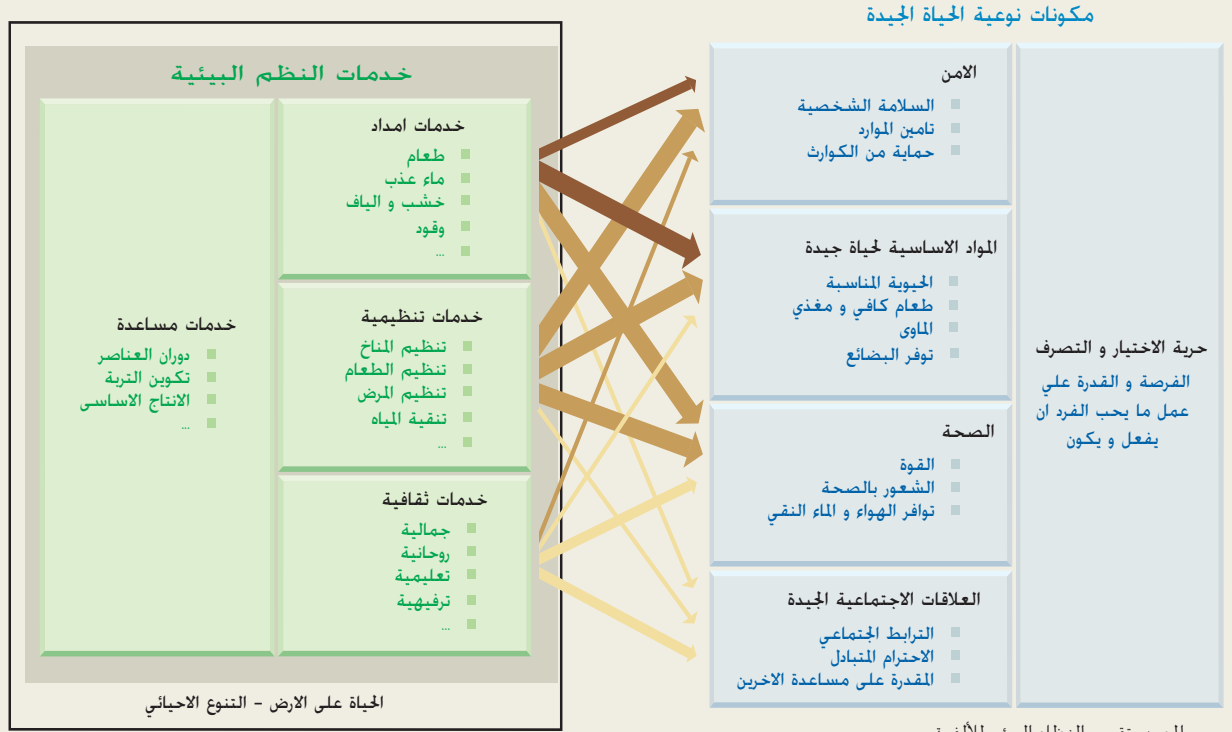 مكونات نوعية الحياة الجيدة
الامن
السلامة الشخصية
تامين الموارد
حماية من الكوارث
المواد الاساسية لحياة جيدة
الحيوية المناسبة
طعام كافي و مغذي
الماوى
توفر البضائع
الصحة
القوة
الشعور بالصحة
توافر الهواء و الماء النقي
العلاقات الاجتماعية الجيدة
الترابط الجتماعي
الاحترام المتبادل
المقدرة على مساعدة الاخرين
حرية الاختيار و التصرف
الفرصة و القدرة علي
عمل ما يحب الفرد ان
يفعل و يكون
خدمات النظم البيئية
خدمات امداد
طعام
ماء عذب
خشب و الياف
وقود
...
خدمات تنظيمية
تنظيم المناخ
تنظيم الطعام
تنظيم المرض
تنقية المياه
...
خدمات ثقافية
جمالية
روحانية
تعليمية
ترفيهية
...
خدمات مساعدة
دوران العناصر
تكوين التربة
الانتاج الاساسى
...
الحياة على الارض - التنوع الاحيائي